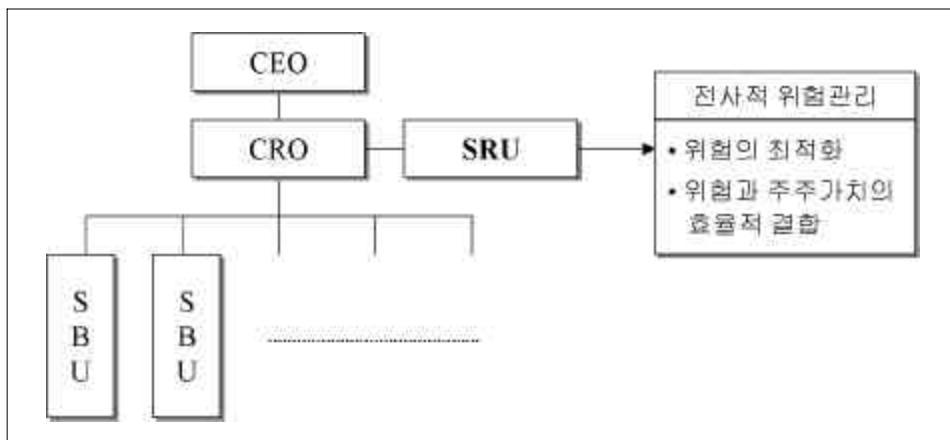 CEO
CRO
SRU
전사적 위험관리
• 위험의 최적화
• 위험과 주주가치의
효율적 결합
S
B
U
S
B
U